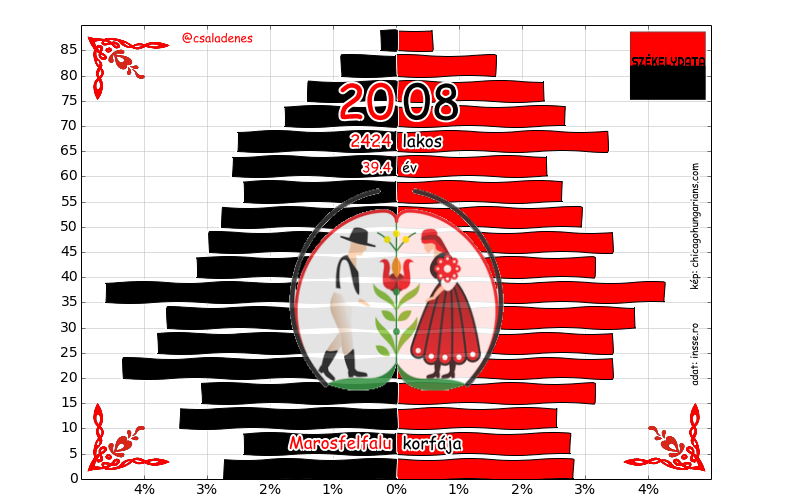 @csaladenes
SZÉKELYDATA
2008
2424 lakos
39.4 év
kép: chicagohungarians.com/
adat: insse.ro
Marosfelfalu korfája
85
80
75
70
65
60
55
50
45
40
35
30
25
20
15
10
5
0
4% 3% 2% 1% 0% 1% 2% 3% 4%